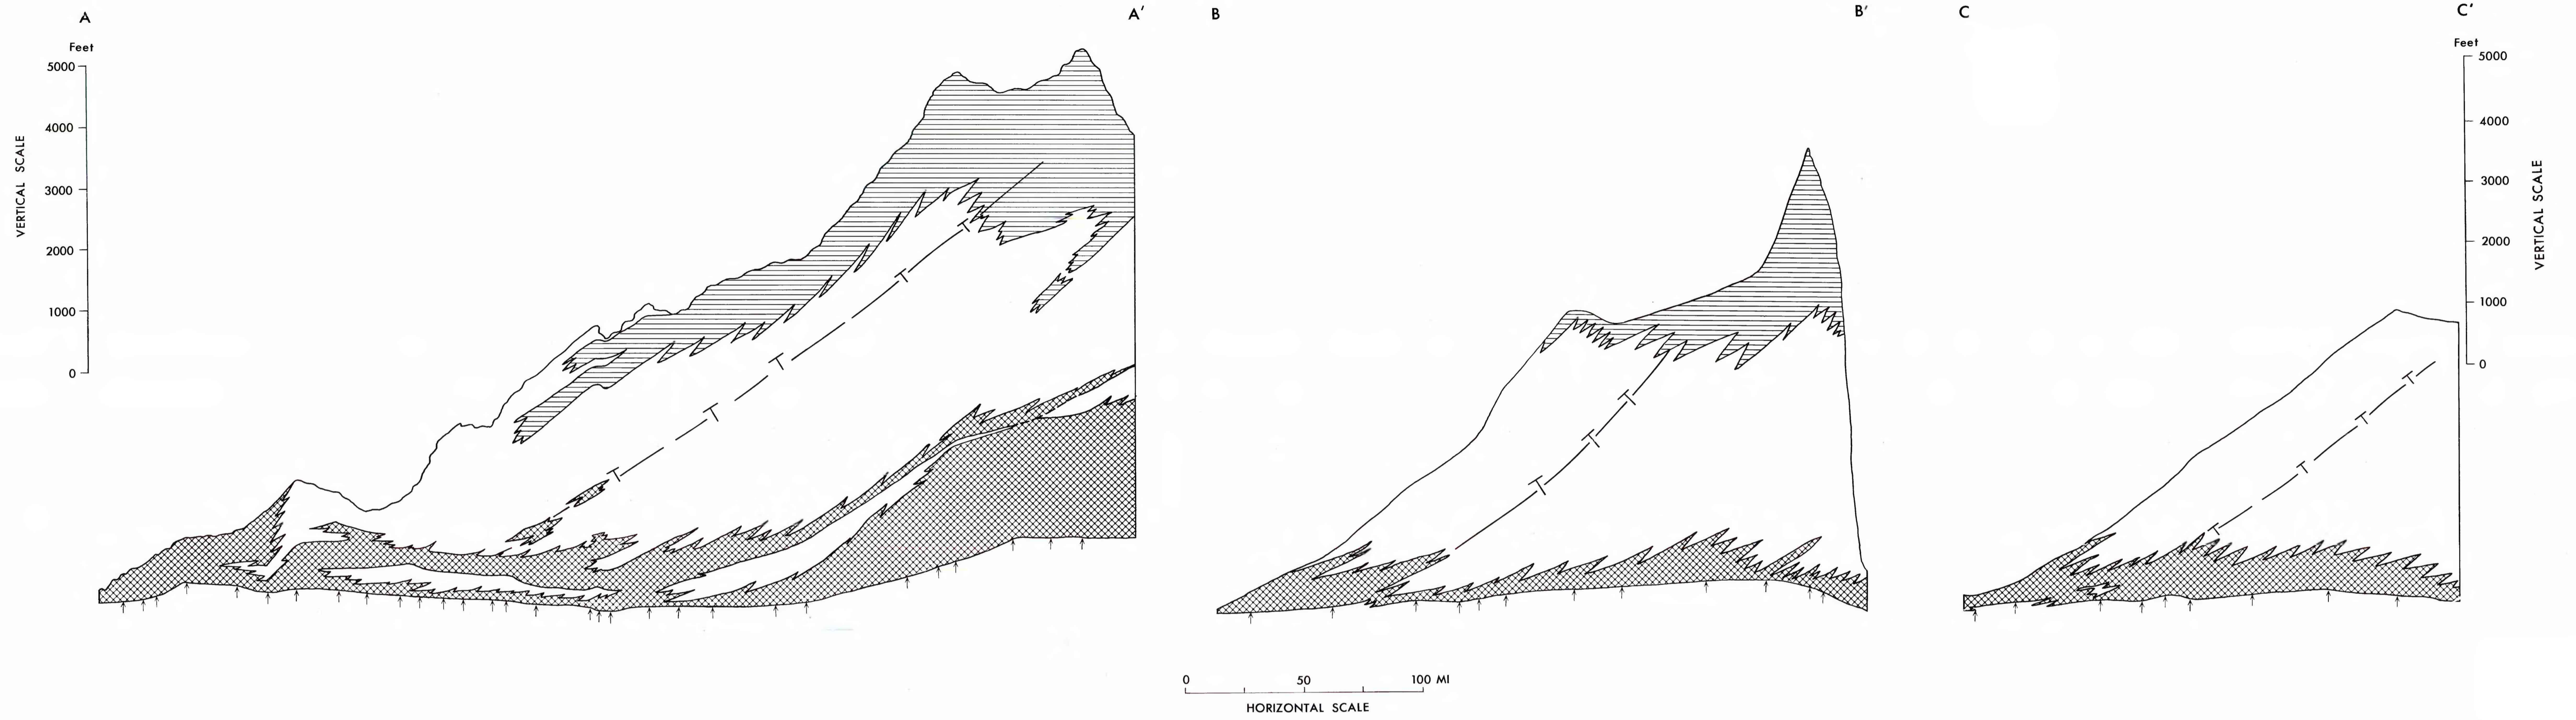 A A' B B' C C'
Feet
5000
4000
3000
2000
1000
0
VERTICAL SCALE
T T T T T
T T T T
T T T T
Feet
5000
4000
3000
2000
1000
0
VERTICAL SCALE
0 50 100 MI
HORIZONTAL SCALE